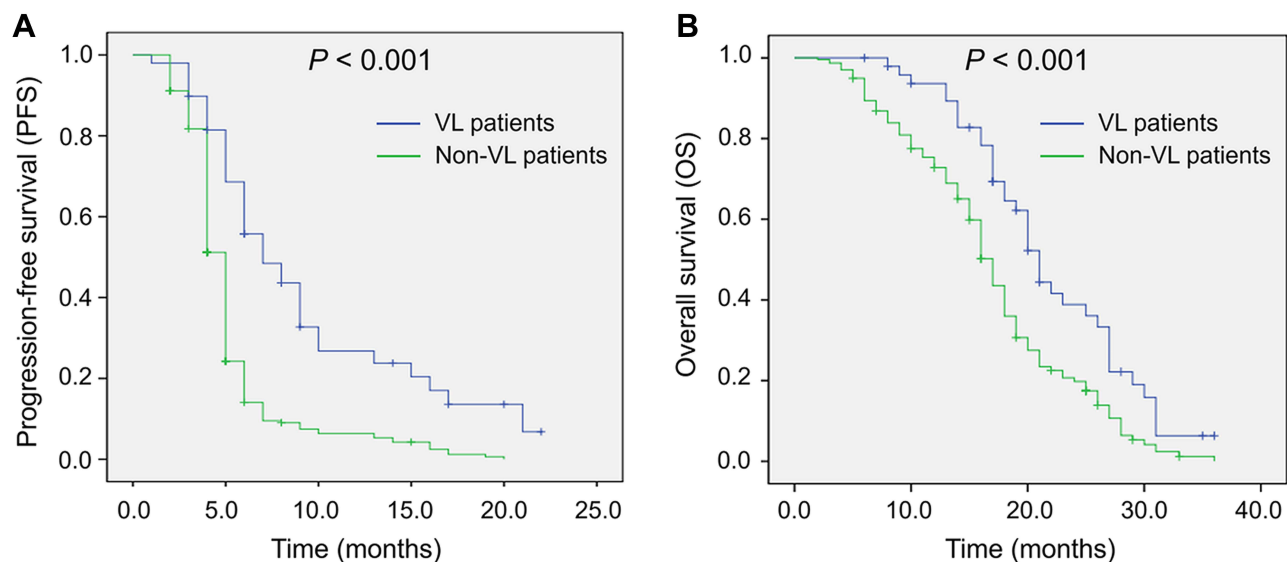 A
P < 0.001
VL patients
Non-VL patients
Progression-free survival (PFS)
1.0
0.8
0.6
0.4
0.2
0.0
0.0 5.0 10.0 15.0 20.0 25.0
Time (months)
B
P < 0.001
VL patients
Non-VL patients
Overall survival (OS)
1.0
0.8
0.6
0.4
0.2
0.0
0.0 10.0 20.0 30.0 40.0
Time (months)